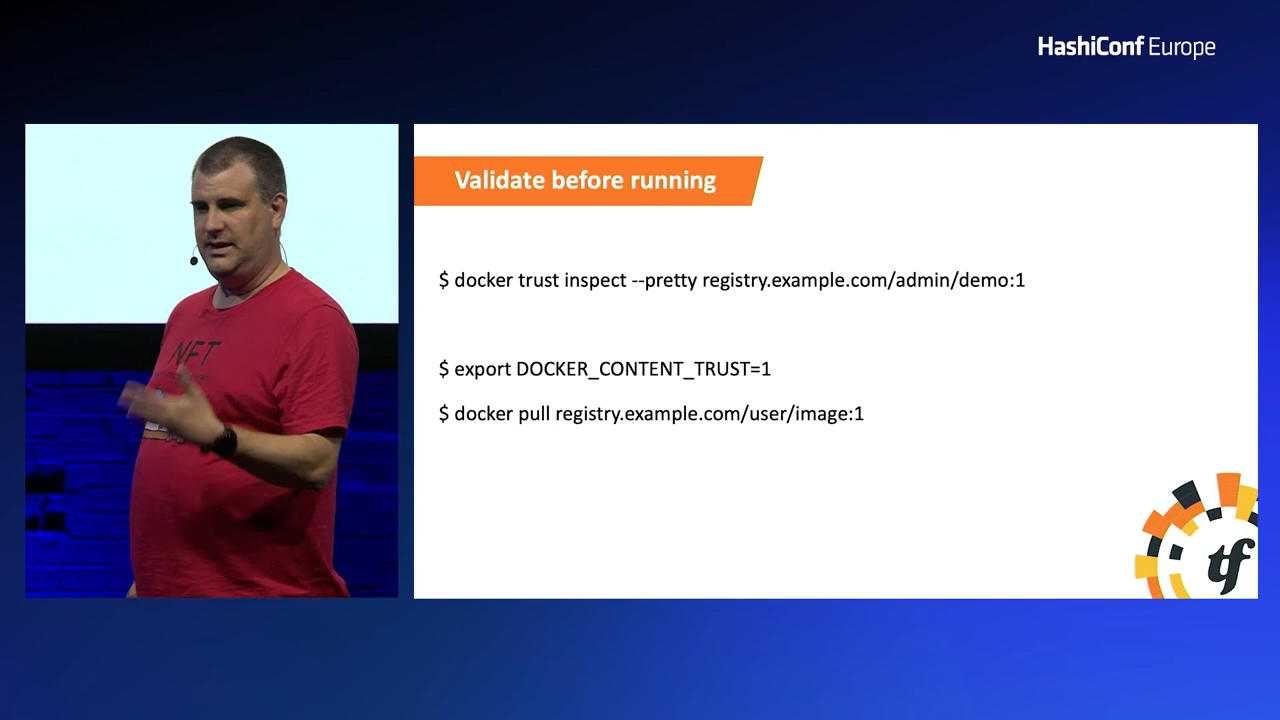 HashiConf Europe
NFT
Validate before running
$ docker trust inspect --pretty registry.example.com/admin/demo:1
$ export DOCKER_CONTENT_TRUST=1
$ docker pull registry.example.com/user/image:1
tf